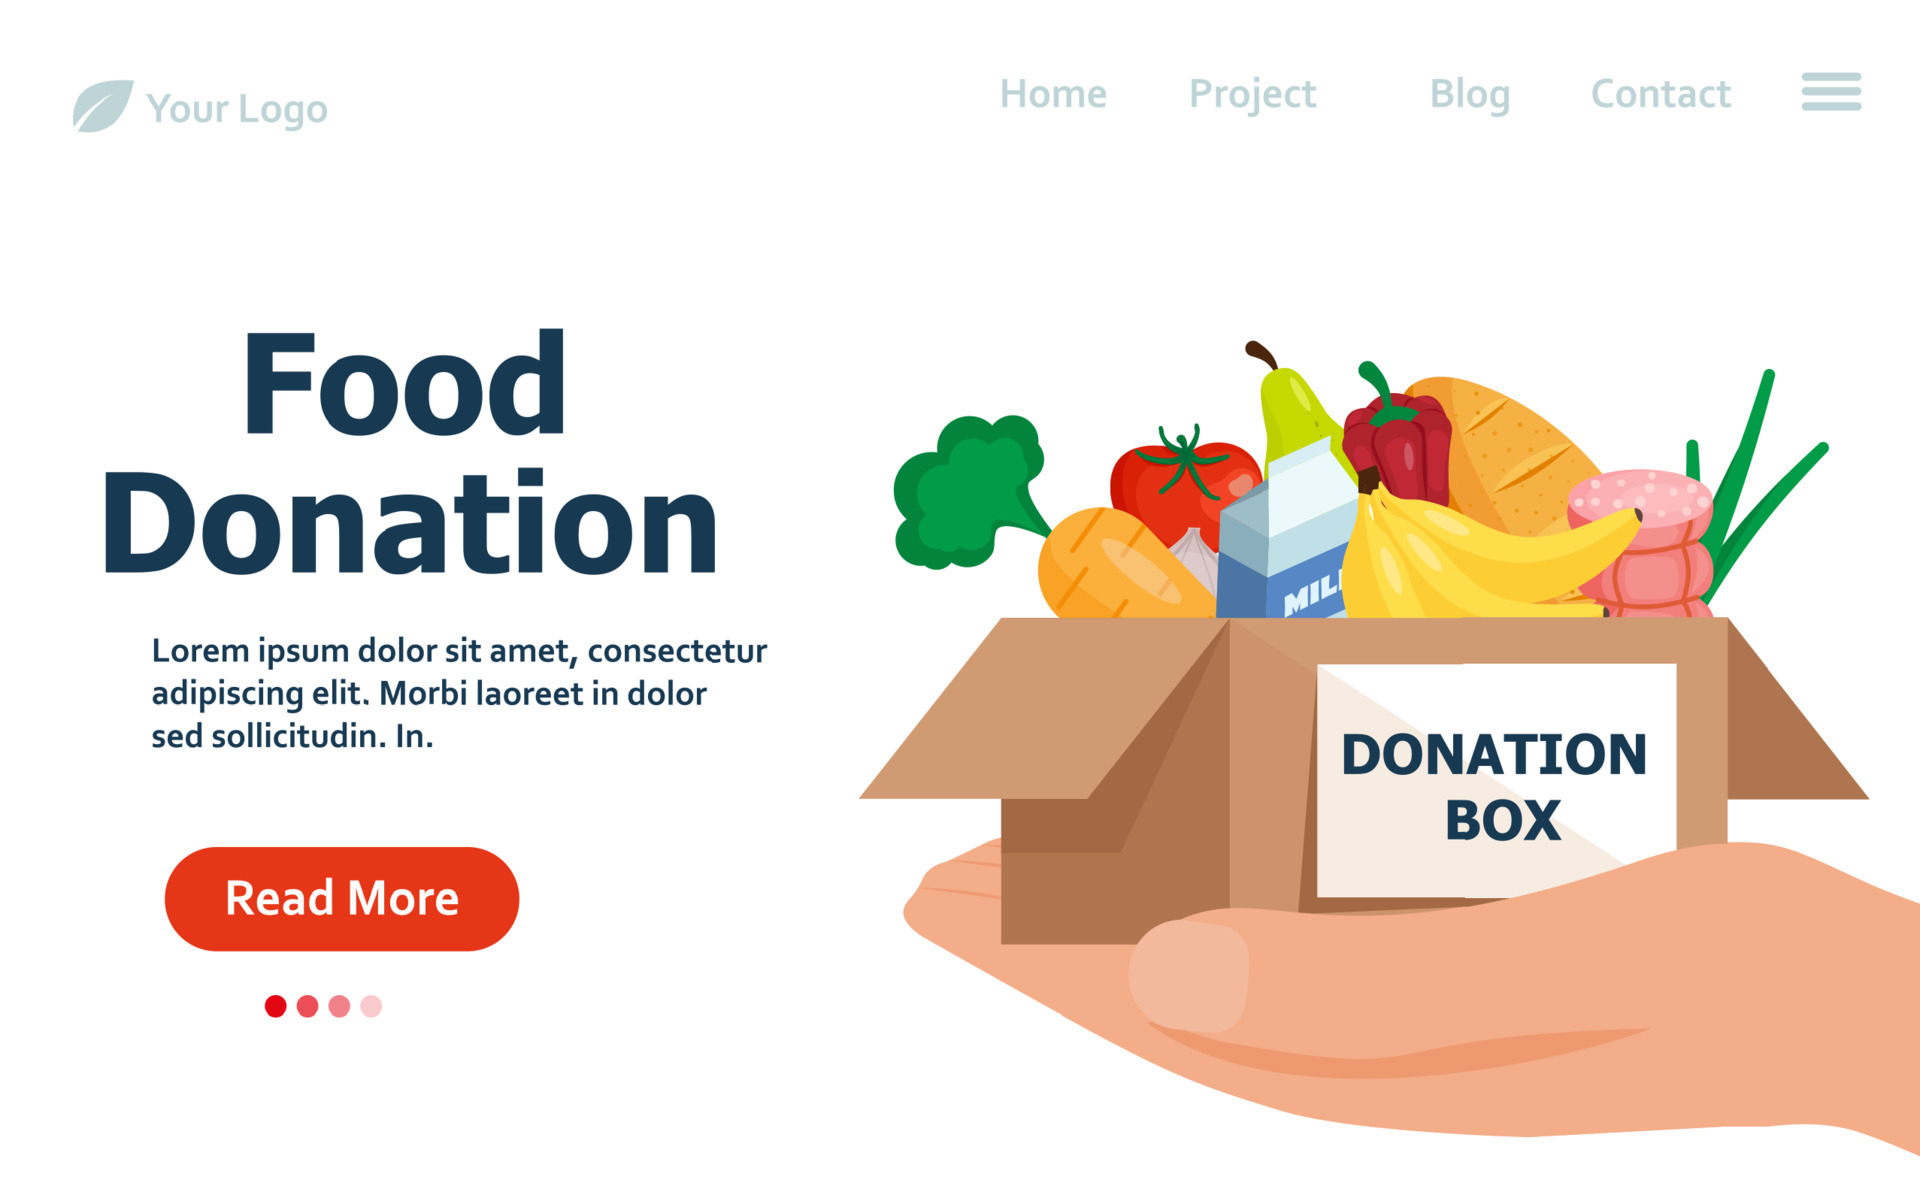 Your Logo
Home
Project
Blog
Contact
Food
Donation
Lorem ipsum dolor sit amet, consectetur
adipiscing elit. Morbi laoreet in dolor
sed sollicitudin. In.
Read More
MIL
DONATION
BOX